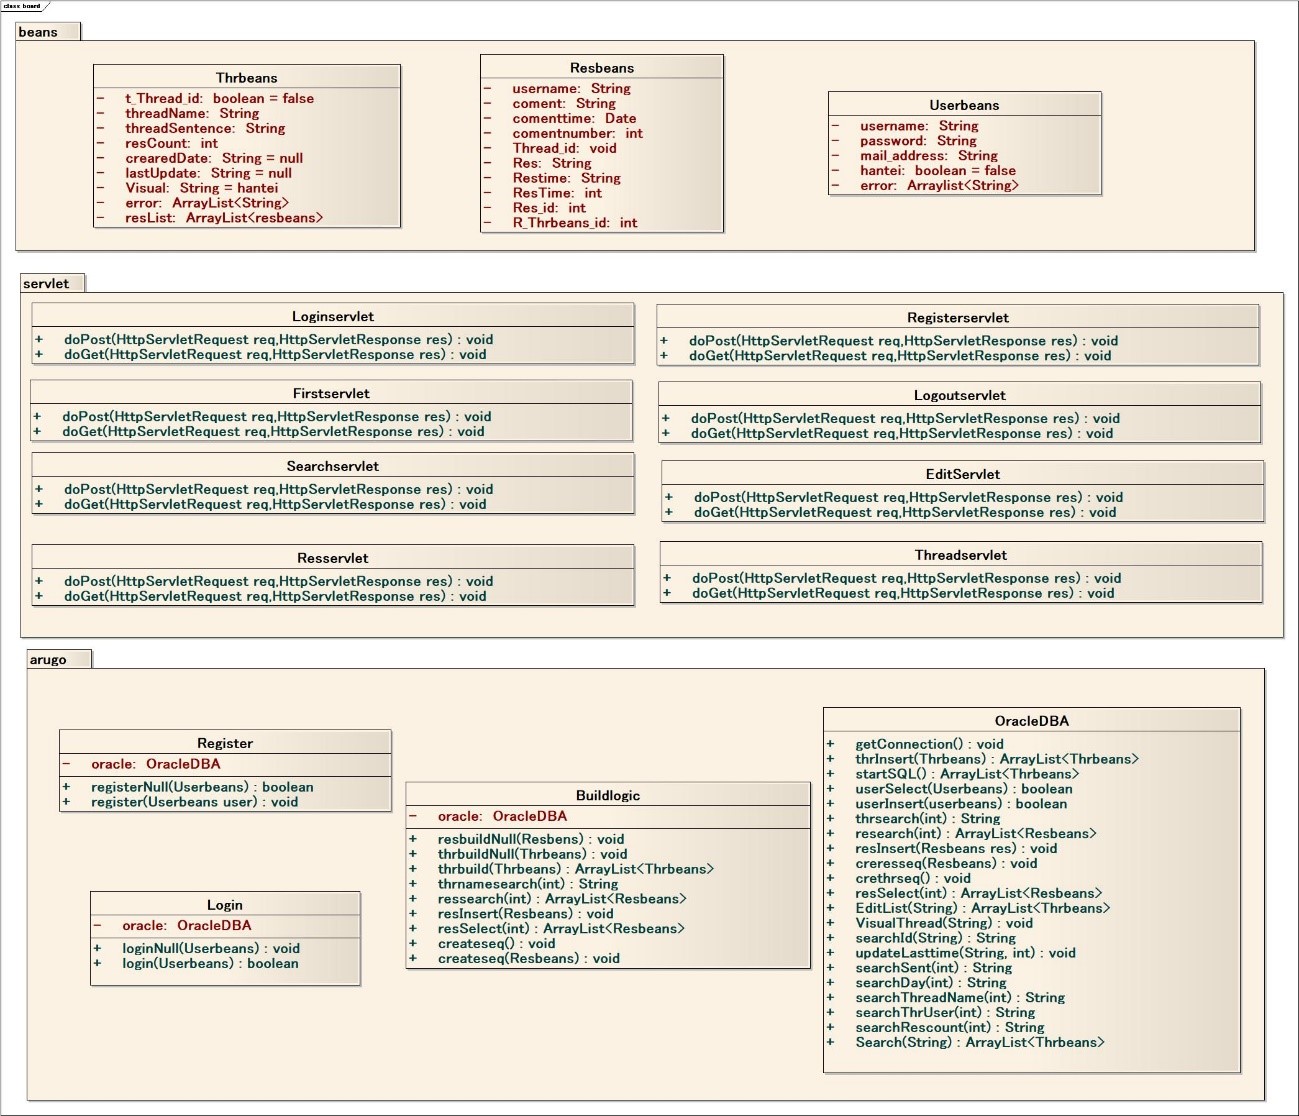 class board
beans
Thrbeans
- t_Thread_id: boolean = false
- threadName: String
- threadSentence: String
- resCount: int
- crearedDate: String = null
- lastUpdate: String = null
- Visual: String = hantei
- error: ArrayList<String>
- resList: ArrayList<resbeans>
Resbeans
- username: String
- coment: String
- comenttime: Date
- comentnumber: int
- Thread_id: void
- Res: String
- Restime: String
- ResTime: int
- Res_id: int
- R_Thrbeans_id: int
Userbeans
- username: String
- password: String
- mail_address: String
- hantei: boolean = false
- error: Arraylist<String>
servlet
Loginservlet
+ doPost(HttpServletRequest req,HttpServletResponse res) : void
+ doGet(HttpServletRequest req,HttpServletResponse res) : void
Registerservlet
+ doPost(HttpServletRequest req,HttpServletResponse res) : void
+ doGet(HttpServletRequest req,HttpServletResponse res) : void
Firstservlet
+ doPost(HttpServletRequest req,HttpServletResponse res) : void
+ doGet(HttpServletRequest req,HttpServletResponse res) : void
Logoutservlet
+ doPost(HttpServletRequest req,HttpServletResponse res) : void
+ doGet(HttpServletRequest req,HttpServletResponse res) : void
Searchservlet
+ doPost(HttpServletRequest req,HttpServletResponse res) : void
+ doGet(HttpServletRequest req,HttpServletResponse res) : void
EditServlet
+ doPost(HttpServletRequest req,HttpServletResponse res) : void
+ doGet(HttpServletRequest req,HttpServletResponse res) : void
Resservlet
+ doPost(HttpServletRequest req,HttpServletResponse res) : void
+ doGet(HttpServletRequest req,HttpServletResponse res) : void
Threadservlet
+ doPost(HttpServletRequest req,HttpServletResponse res) : void
+ doGet(HttpServletRequest req,HttpServletResponse res) : void
arugo
Register
- oracle: OracleDBA
+ registerNull(Userbeans) : boolean
+ register(Userbeans user) : void
Login
- oracle: OracleDBA
+ loginNull(Userbeans) : void
+ login(Userbeans) : boolean
Buildlogic
- oracle: OracleDBA
+ resbuildNull(Resbens) : void
+ thrbuildNull(Thrbeans) : void
+ thrbuild(Thrbeans) : ArrayList<Thrbeans>
+ thrnamesearch(int) : String
+ ressearch(int) : ArrayList<Resbeans>
+ resInsert(Resbeans) : void
+ resSelect(int) : ArrayList<Resbeans>
+ createseq() : void
+ createseq(Resbeans) : void
OracleDBA
+ getConnection() : void
+ thrInsert(Thrbeans) : ArrayList<Thrbeans>
+ startSQL() : ArrayList<Thrbeans>
+ userSelect(Userbeans) : boolean
+ userInsert(userbeans) : boolean
+ thrsearch(int) : String
+ research(int) : ArrayList<Resbeans>
+ resInsert(Resbeans res) : void
+ creresseq(Resbeans) : void
+ crethrseq() : void
+ resSelect(int) : ArrayList<Resbeans>
+ EditList(String) : ArrayList<Thrbeans>
+ VisualThread(String) : void
+ searchId(String) : String
+ updateLasttime(String, int) : void
+ searchSent(int) : String
+ searchDay(int) : String
+ searchThreadName(int) : String
+ searchThrUser(int) : String
+ searchRescount(int) : String
+ Search(String) : ArrayList<Thrbeans>